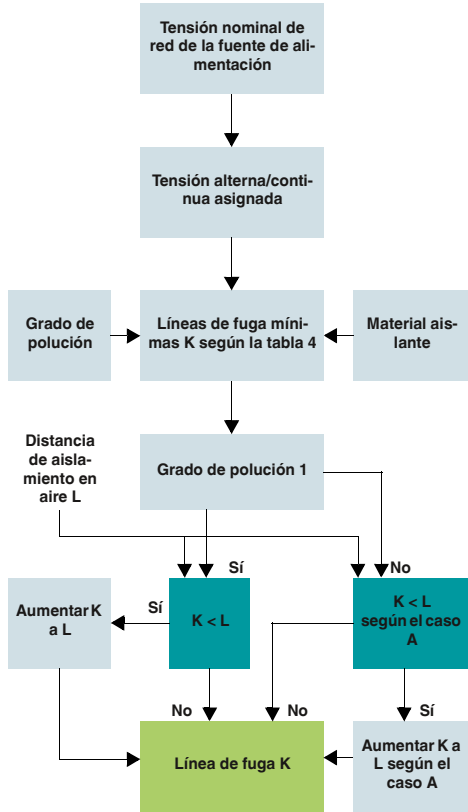 Tensión nominal de
red de la fuente de ali-
mentación
Tensión alterna/conti-
nua asignada
Grado de
polución
Líneas de fuga míni-
mas K según la tabla 4
Material ais-
lante
Distancia
de aisla-
miento en
aire L
Grado de polución 1
Sí
No
Aumentar K
a L
Sí
K < L
K < L
según el caso
A
No
No
Sí
Línea de fuga K
Aumentar K a
L según el
caso A